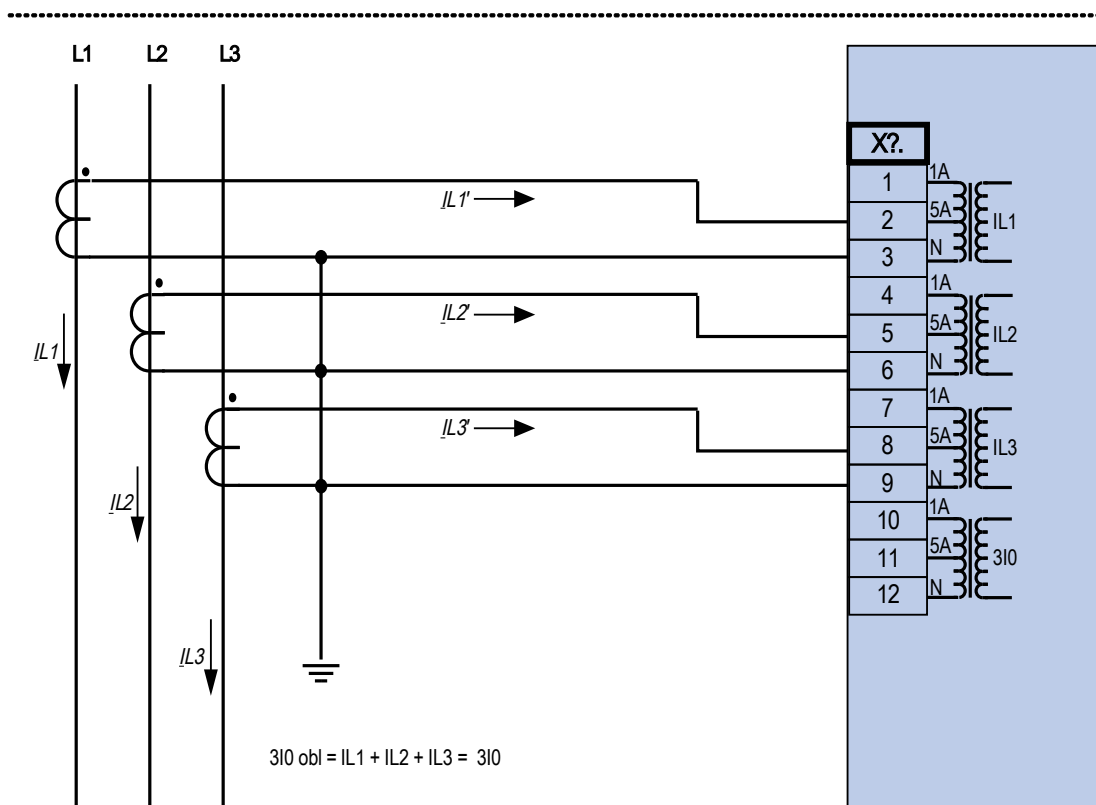 L1 L2 L3
X?.
1 1A
IL1'
2 5A IL1
3 N
4 1A
IL2'
5 5A IL2
IL1
6 N
7 1A
IL3'
8 5A IL3
9 N
IL2
10 1A
11 5A 3I0
12 N
IL3
3I0 obl = IL1 + IL2 + IL3 = 3I0